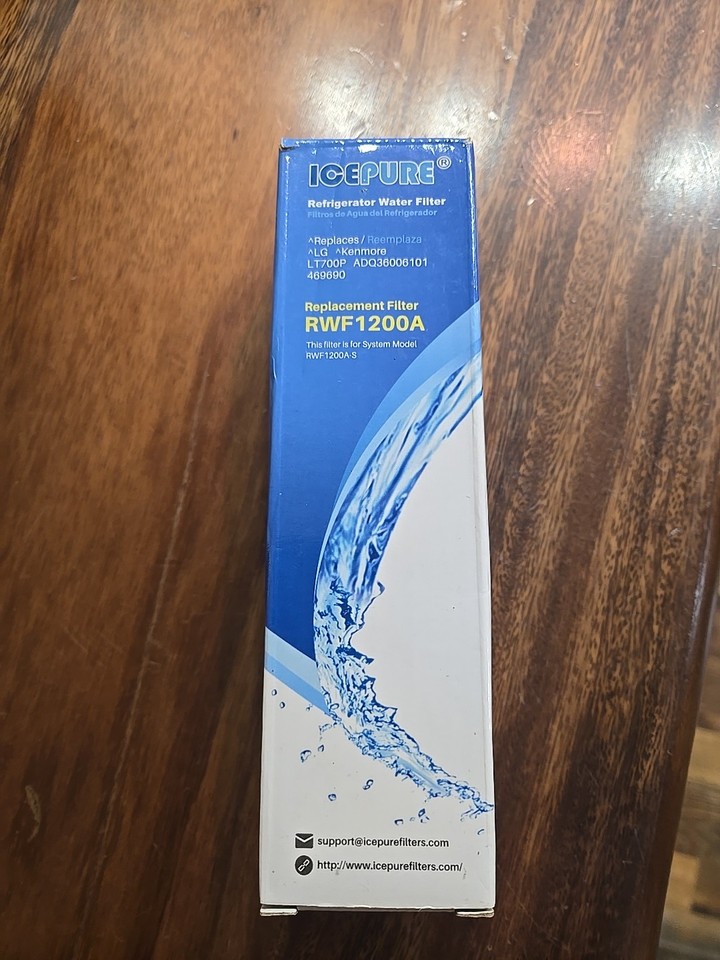 ICEPURE®
Refrigerator Water Filter
Filtros de Agua del Refrigerador
^Replaces / Reemplaza
^LG ^Kenmore
LT700P ADQ36006101
469690
Replacement Filter
RWF1200A
This filter is for System Model
RWF1200A-S
support@icepurefilters.com
http://www.icepurefilters.com/